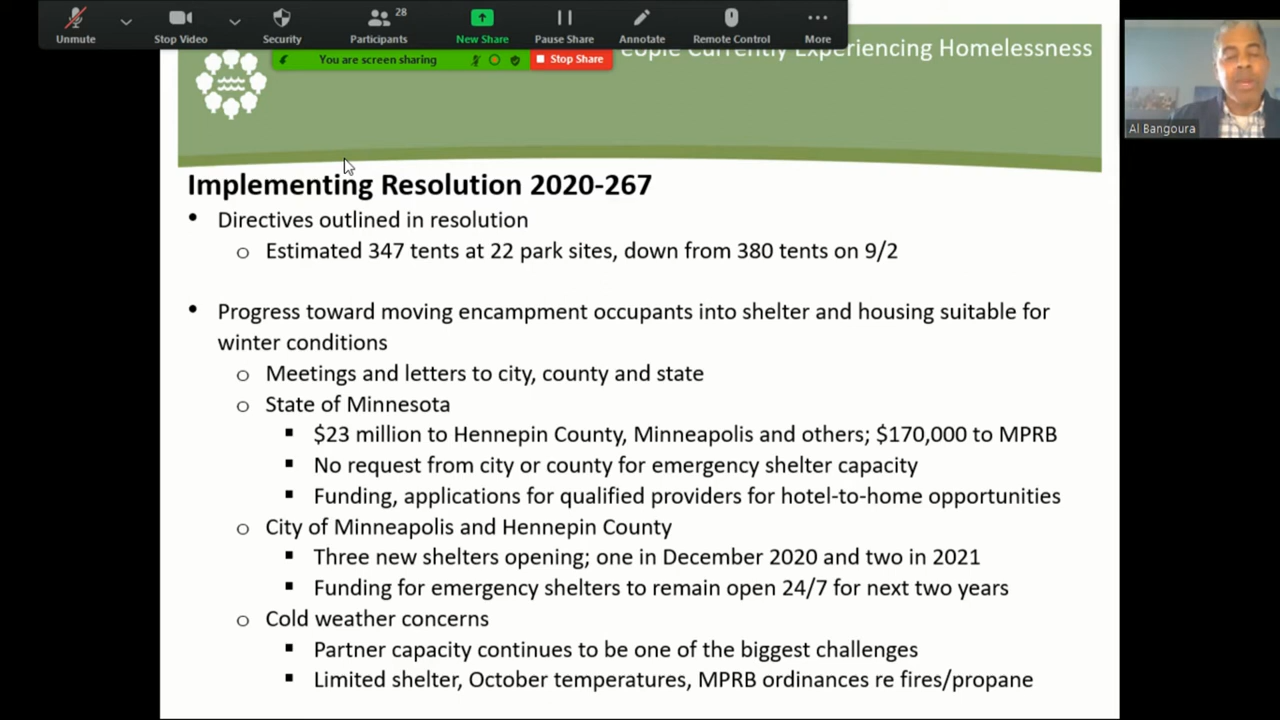 Unmute
Stop Video
Security
Participants
28
New Share
Pause Share
Annotate
Remote Control
More
You are screen sharing
Stop Share
Currently Experiencing Homelessness
Al Bangoura
Implementing Resolution 2020-267
• Directives outlined in resolution
o Estimated 347 tents at 22 park sites, down from 380 tents on 9/2
• Progress toward moving encampment occupants into shelter and housing suitable for
winter conditions
o Meetings and letters to city, county and state
o State of Minnesota
▪ $23 million to Hennepin County, Minneapolis and others; $170,000 to MPRB
▪ No request from city or county for emergency shelter capacity
▪ Funding, applications for qualified providers for hotel-to-home opportunities
o City of Minneapolis and Hennepin County
▪ Three new shelters opening; one in December 2020 and two in 2021
▪ Funding for emergency shelters to remain open 24/7 for next two years
o Cold weather concerns
▪ Partner capacity continues to be one of the biggest challenges
▪ Limited shelter, October temperatures, MPRB ordinances re fires/propane